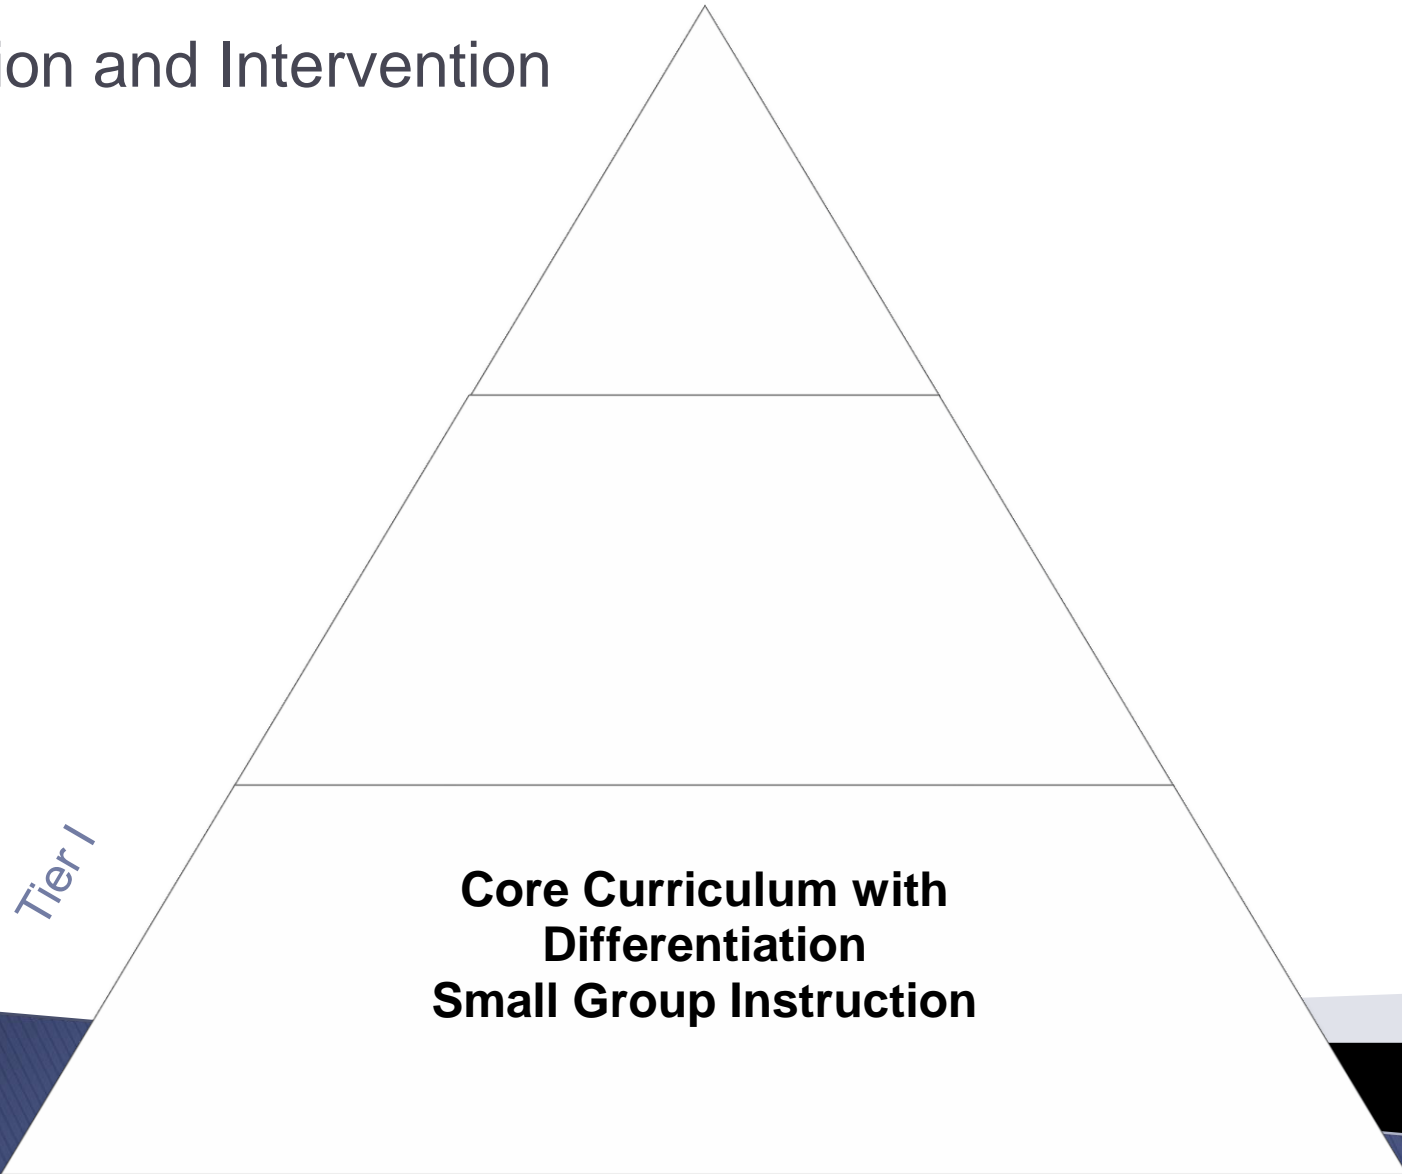 ion and Intervention
Tier I
Core Curriculum with
Differentiation
Small Group Instruction